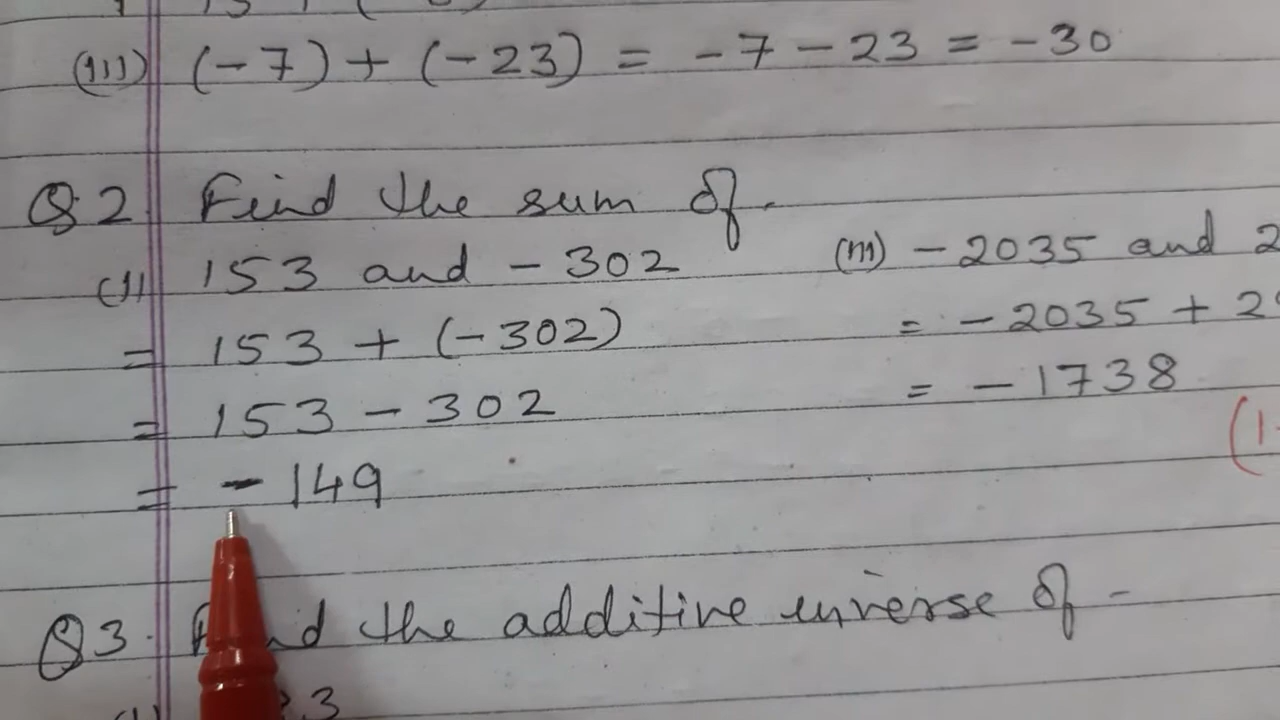 (III) (-7) + (-23) = -7 - 23 = -30
Q2 Find the sum of -
(I) 153 and - 302
= 153 + (-302)
= 153 - 302
= - 149
(III) - 2035 and
= - 2035 +
= - 1738
Q3. Find the additive inverse of -